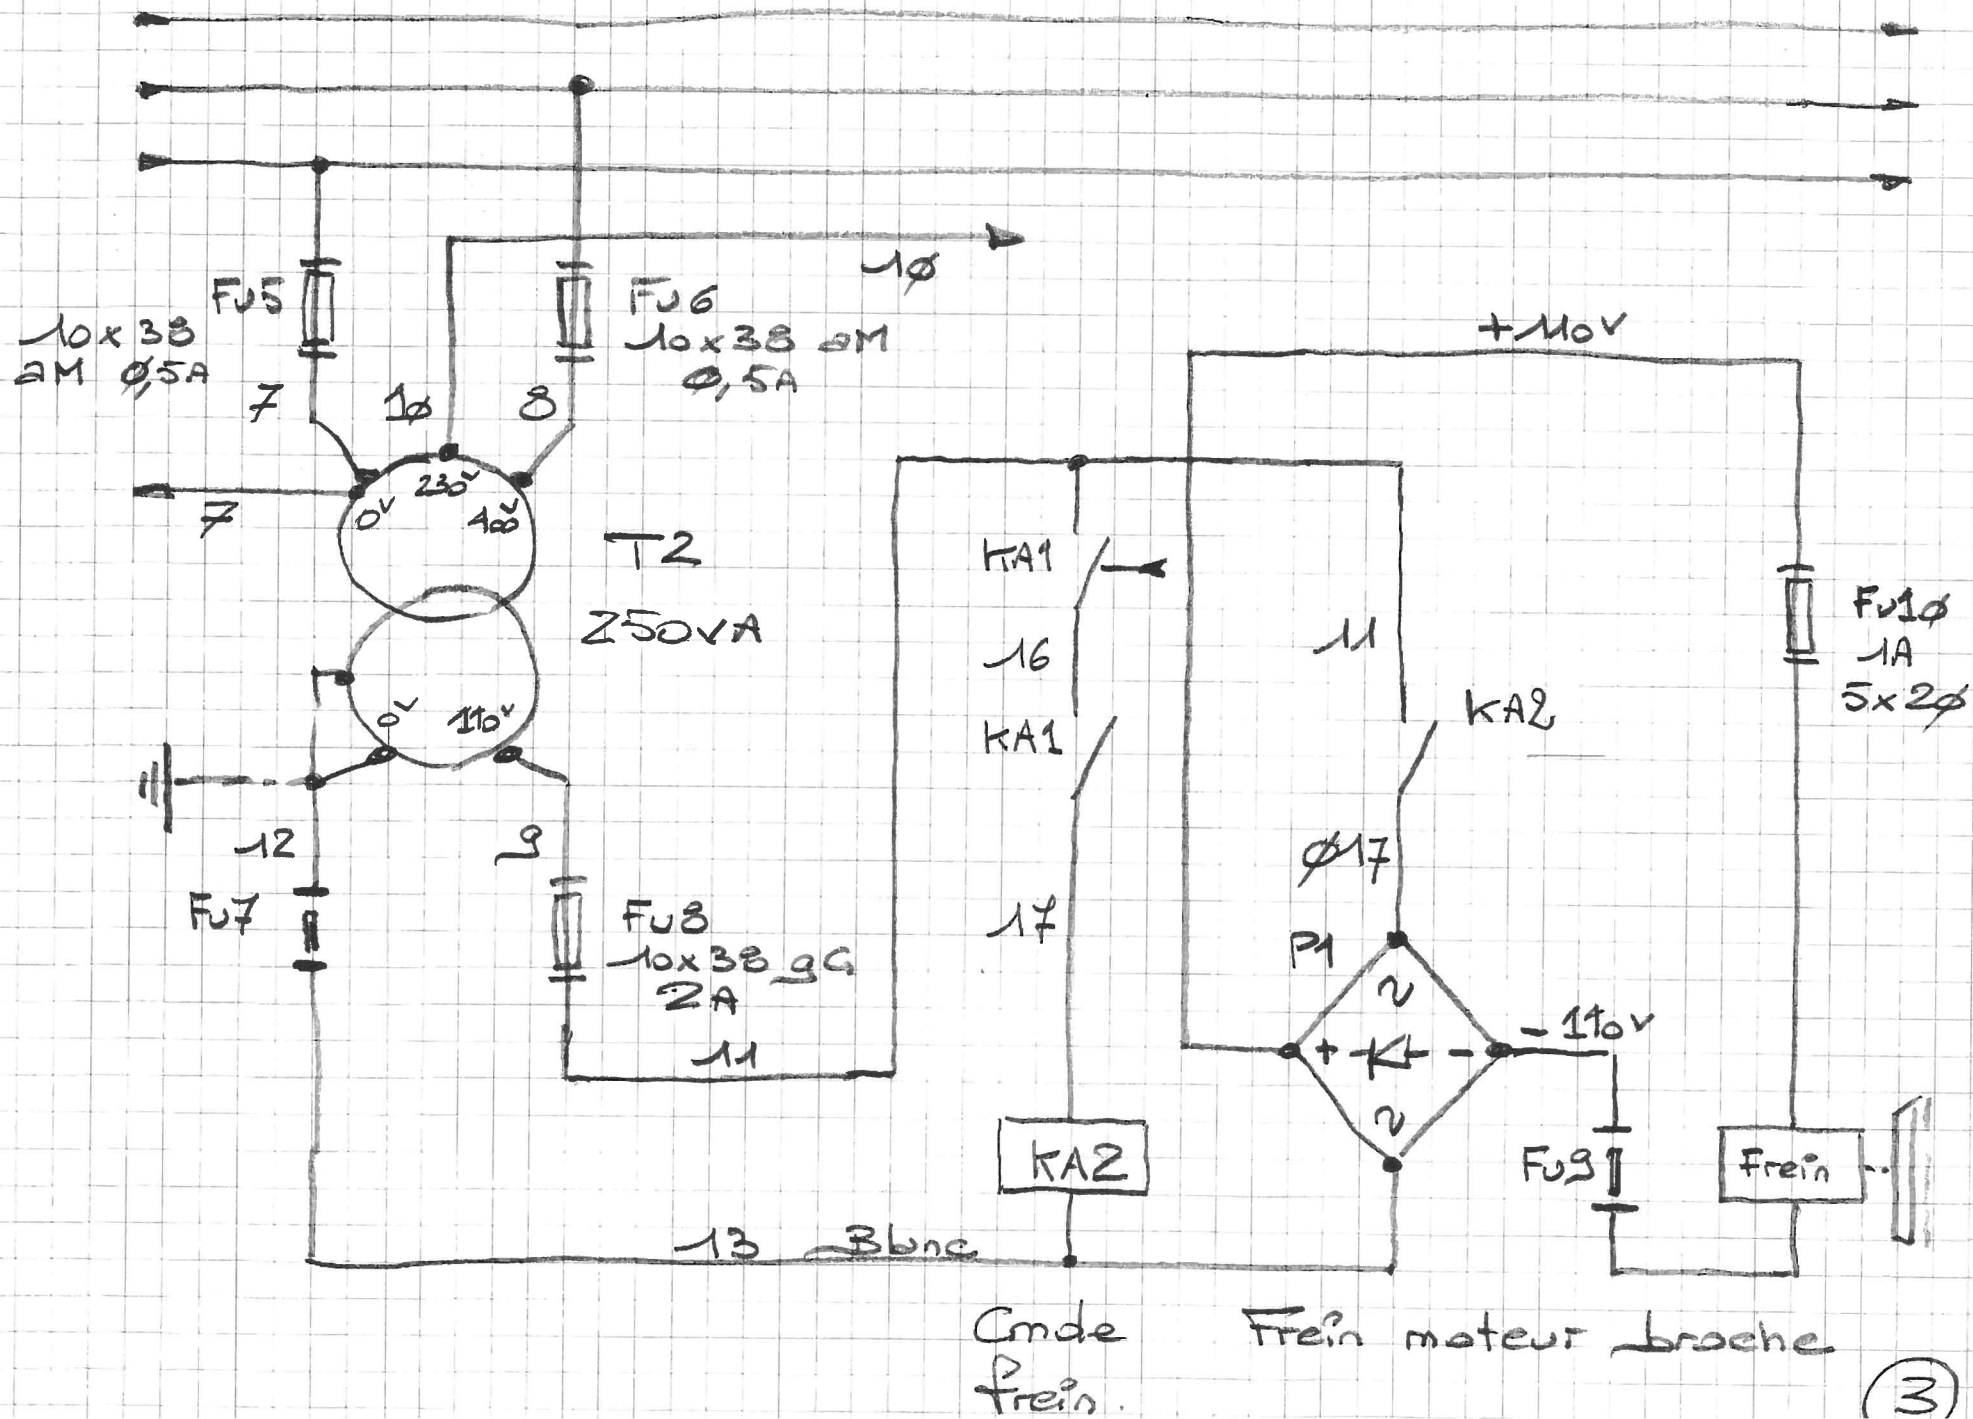 10
Fu5
10x38
aM 0,5A
Fu6
10x38 aM
0,5A
+110V
7
10
8
7
0V
230V
400V
T2
250VA
KA1
16
KA1
17
11
KA2
Fu10
1A
5x20
0V
110V
12
9
Fu7
Fu8
10x38 gG
2A
11
017
P1
~
+ -
~
- 110V
Fu9
KA2
Frein
13 Blanc
Cmde
frein.
Frein moteur broche
3